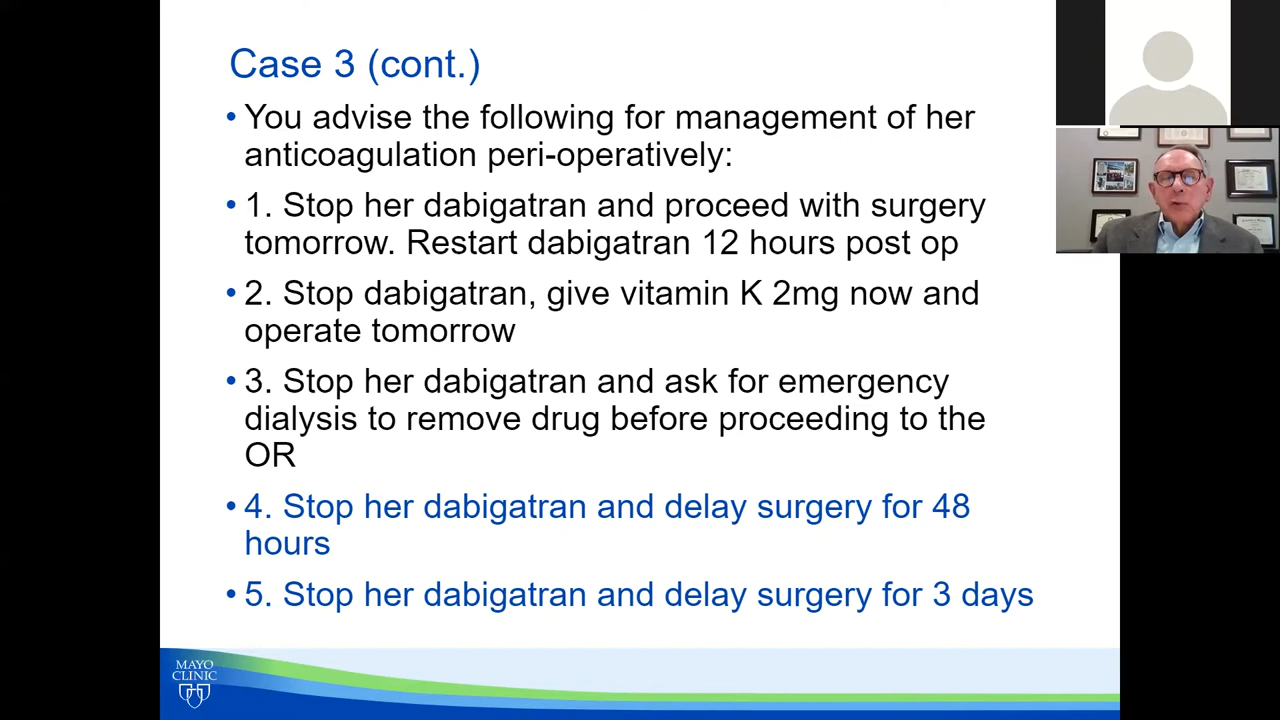 Case 3 (cont.)
• You advise the following for management of her
anticoagulation peri-operatively:
• 1. Stop her dabigatran and proceed with surgery
tomorrow. Restart dabigatran 12 hours post op
• 2. Stop dabigatran, give vitamin K 2mg now and
operate tomorrow
• 3. Stop her dabigatran and ask for emergency
dialysis to remove drug before proceeding to the
OR
• 4. Stop her dabigatran and delay surgery for 48
hours
• 5. Stop her dabigatran and delay surgery for 3 days
MAYO
CLINIC